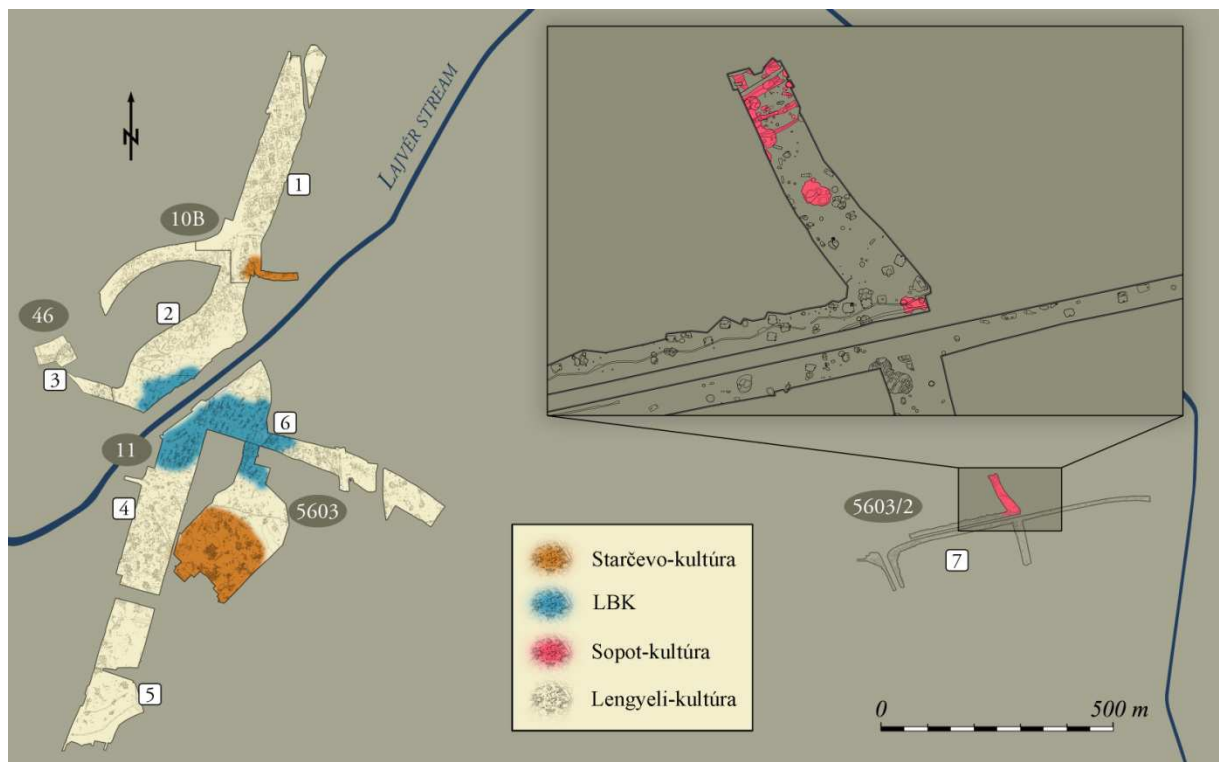 N
LAJVÉR STREAM
1
10B
2
46
3
6
11
4
5603
5
5603/2
7
Starčevo-kultúra
LBK
Sopot-kultúra
Lengyeli-kultúra
0 500 m